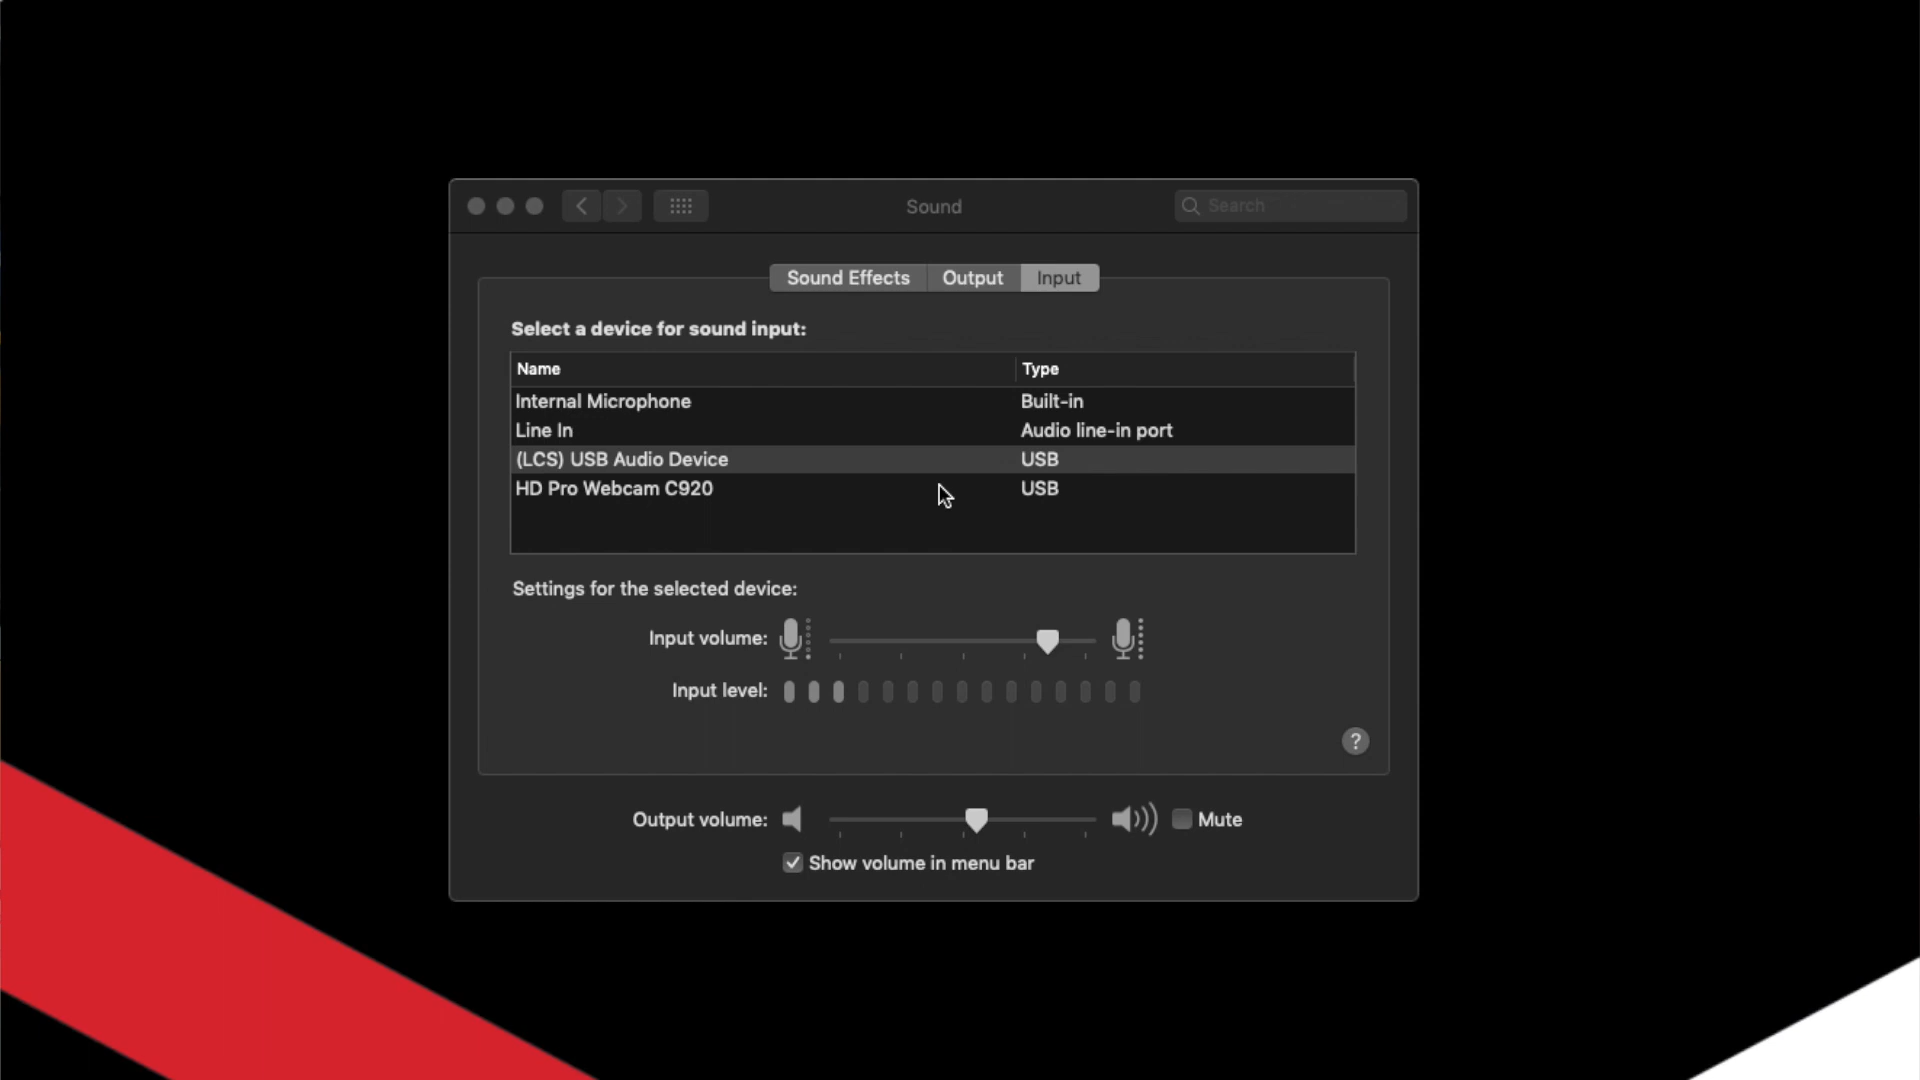 Sound
Search
Sound Effects
Output
Input
Select a device for sound input:
Name Type
Internal Microphone Built-in
Line In Audio line-in port
(LCS) USB Audio Device USB
HD Pro Webcam C920 USB
Settings for the selected device:
Input volume:
Input level:
?
Output volume: Mute
Show volume in menu bar